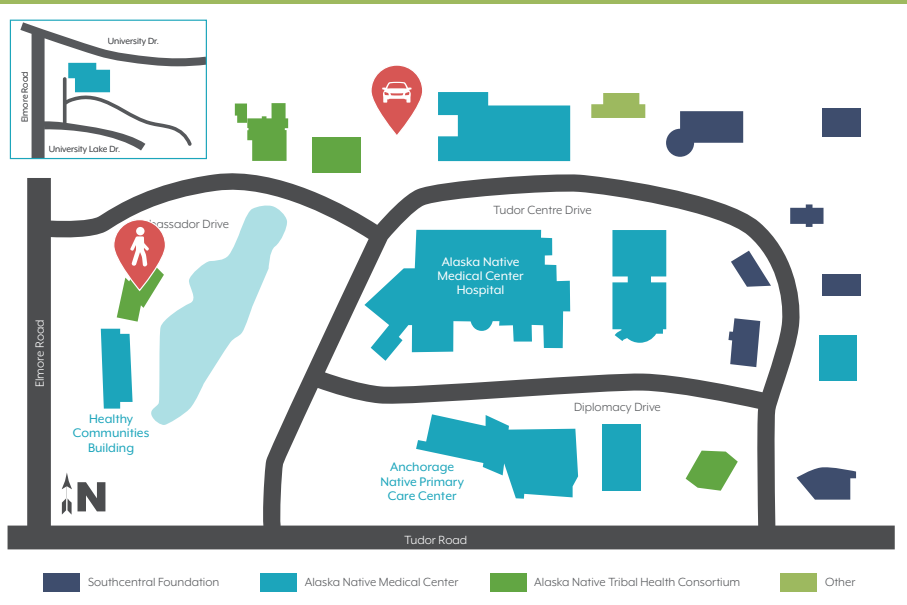 University Dr.
Elmore Road
University Lake Dr.
assador Drive
Tudor Centre Drive
Alaska Native
Medical Center
Hospital
Elmore Road
Diplomacy Drive
Healthy
Communities
Building
Anchorage
Native Primary
Care Center
N
Tudor Road
Southcentral Foundation
Alaska Native Medical Center
Alaska Native Tribal Health Consortium
Other